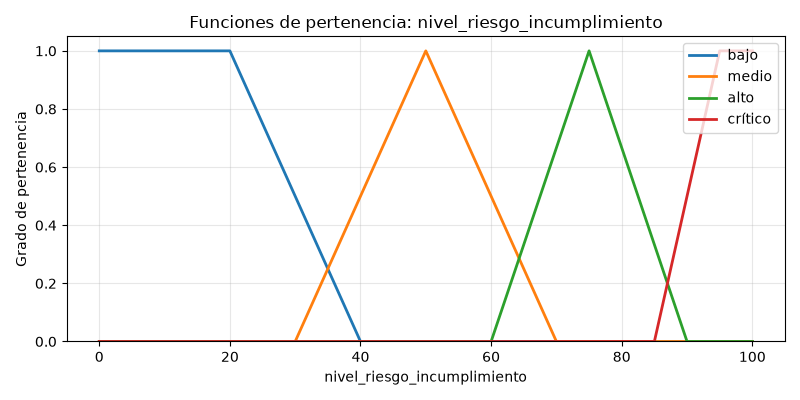 Funciones de pertenencia: nivel_riesgo_incumplimiento
Grado de pertenencia
1.0
0.8
0.6
0.4
0.2
0.0
bajo
medio
alto
crítico
0
20
40
60
80
100
nivel_riesgo_incumplimiento